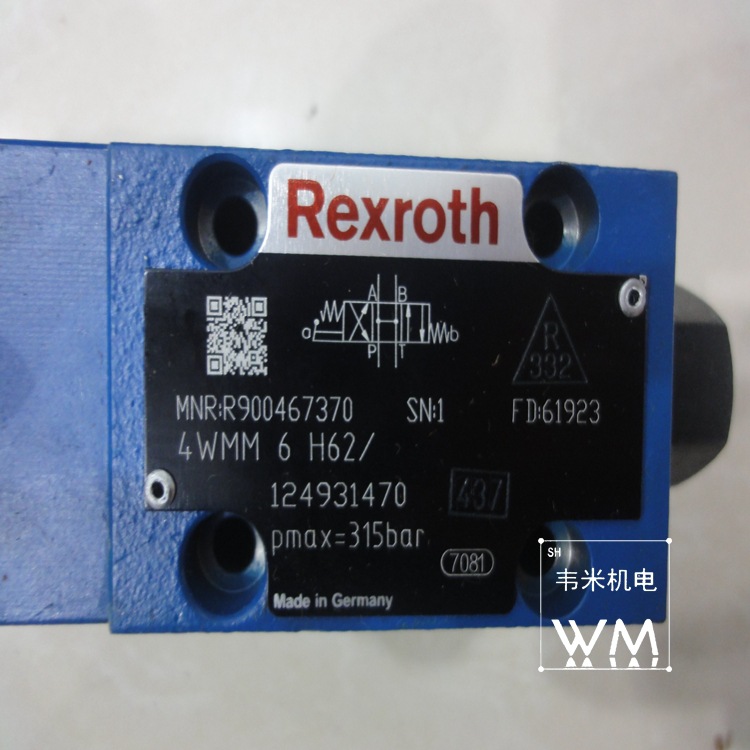 Rexroth
A B
a b
P T
R
332
MNR:R900467370 SN:1 FD:61923
4WMM 6 H62/
124931470 437
pmax=315bar
7081
Made in Germany
SH
韦米机电
WM